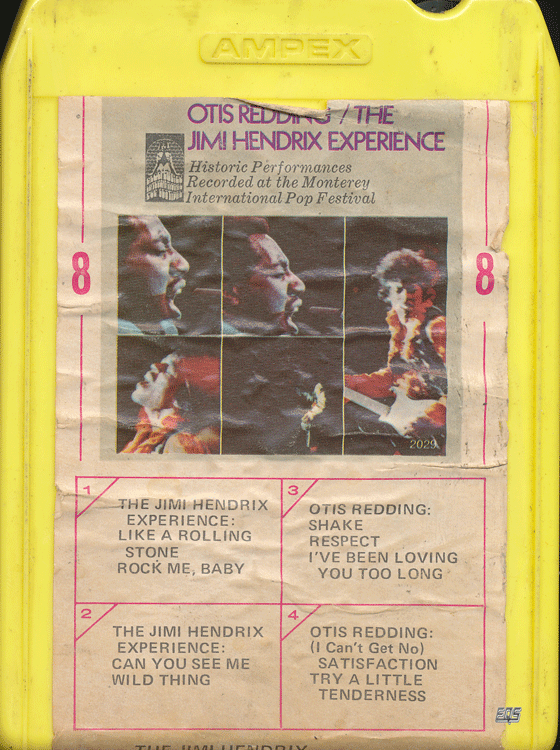 AMPEX
OTIS REDDING / THE
JIMI HENDRIX EXPERIENCE
Historic Performances
Recorded at the Monterey
International Pop Festival
8
8
2029
1
THE JIMI HENDRIX
EXPERIENCE:
LIKE A ROLLING
STONE
ROCK ME, BABY
3
OTIS REDDING:
SHAKE
RESPECT
I'VE BEEN LOVING
YOU TOO LONG
2
THE JIMI HENDRIX
EXPERIENCE:
CAN YOU SEE ME
WILD THING
4
OTIS REDDING:
(I Can't Get No)
SATISFACTION
TRY A LITTLE
TENDERNESS
THE JIMI HENDRIX